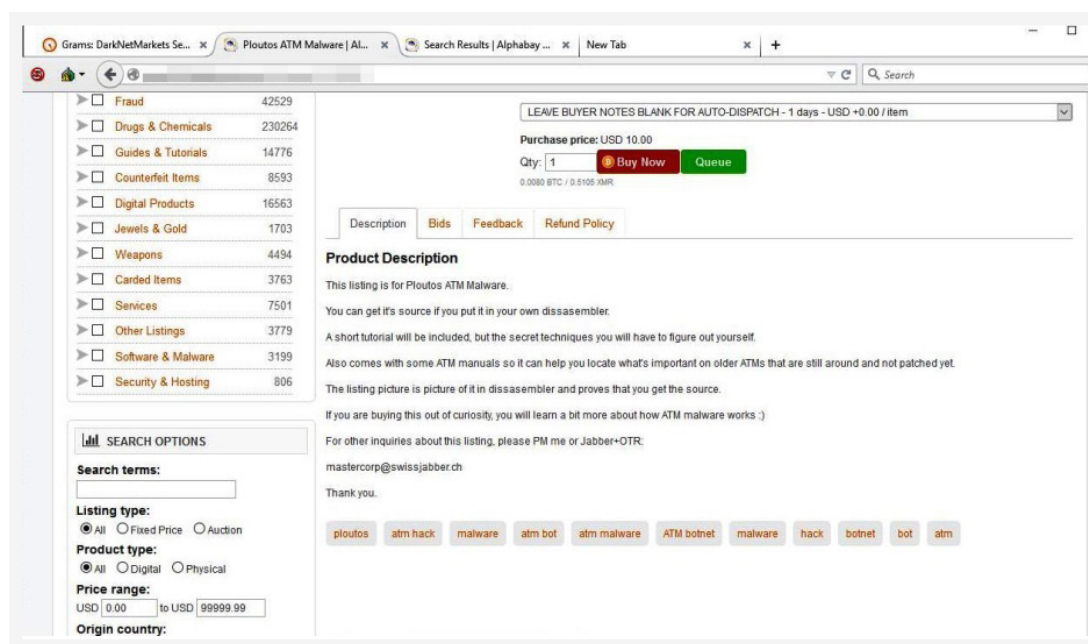 Grams: DarkNetMarkets Se... x
Ploutos ATM Malware | Al... x
Search Results | Alphabay ... x
New Tab x +
Search
Fraud 42529
Drugs & Chemicals 230264
Guides & Tutorials 14776
Counterfeit Items 8593
Digital Products 16563
Jewels & Gold 1703
Weapons 4494
Carded Items 3763
Services 7501
Other Listings 3779
Software & Malware 3199
Security & Hosting 806
SEARCH OPTIONS
Search terms:
Listing type:
All Fixed Price Auction
Product type:
All Digital Physical
Price range:
USD 0.00 to USD 99999.99
Origin country:
LEAVE BUYER NOTES BLANK FOR AUTO-DISPATCH - 1 days - USD +0.00 / item
Purchase price: USD 10.00
Qty: 1 Buy Now Queue
0.0080 BTC / 0.5105 XMR
Description Bids Feedback Refund Policy
Product Description
This listing is for Ploutos ATM Malware.
You can get it's source if you put it in your own dissasembler.
A short tutorial will be included, but the secret techniques you will have to figure out yourself.
Also comes with some ATM manuals so it can help you locate what's important on older ATMs that are still around and not patched yet.
The listing picture is picture of it in dissasembler and proves that you get the source.
If you are buying this out of curiosity, you will learn a bit more about how ATM malware works :)
For other inquiries about this listing, please PM me or Jabber+OTR:
mastercorp@swissjabber.ch
Thank you.
ploutos atm hack malware atm bot atm malware ATM botnet malware hack botnet bot atm